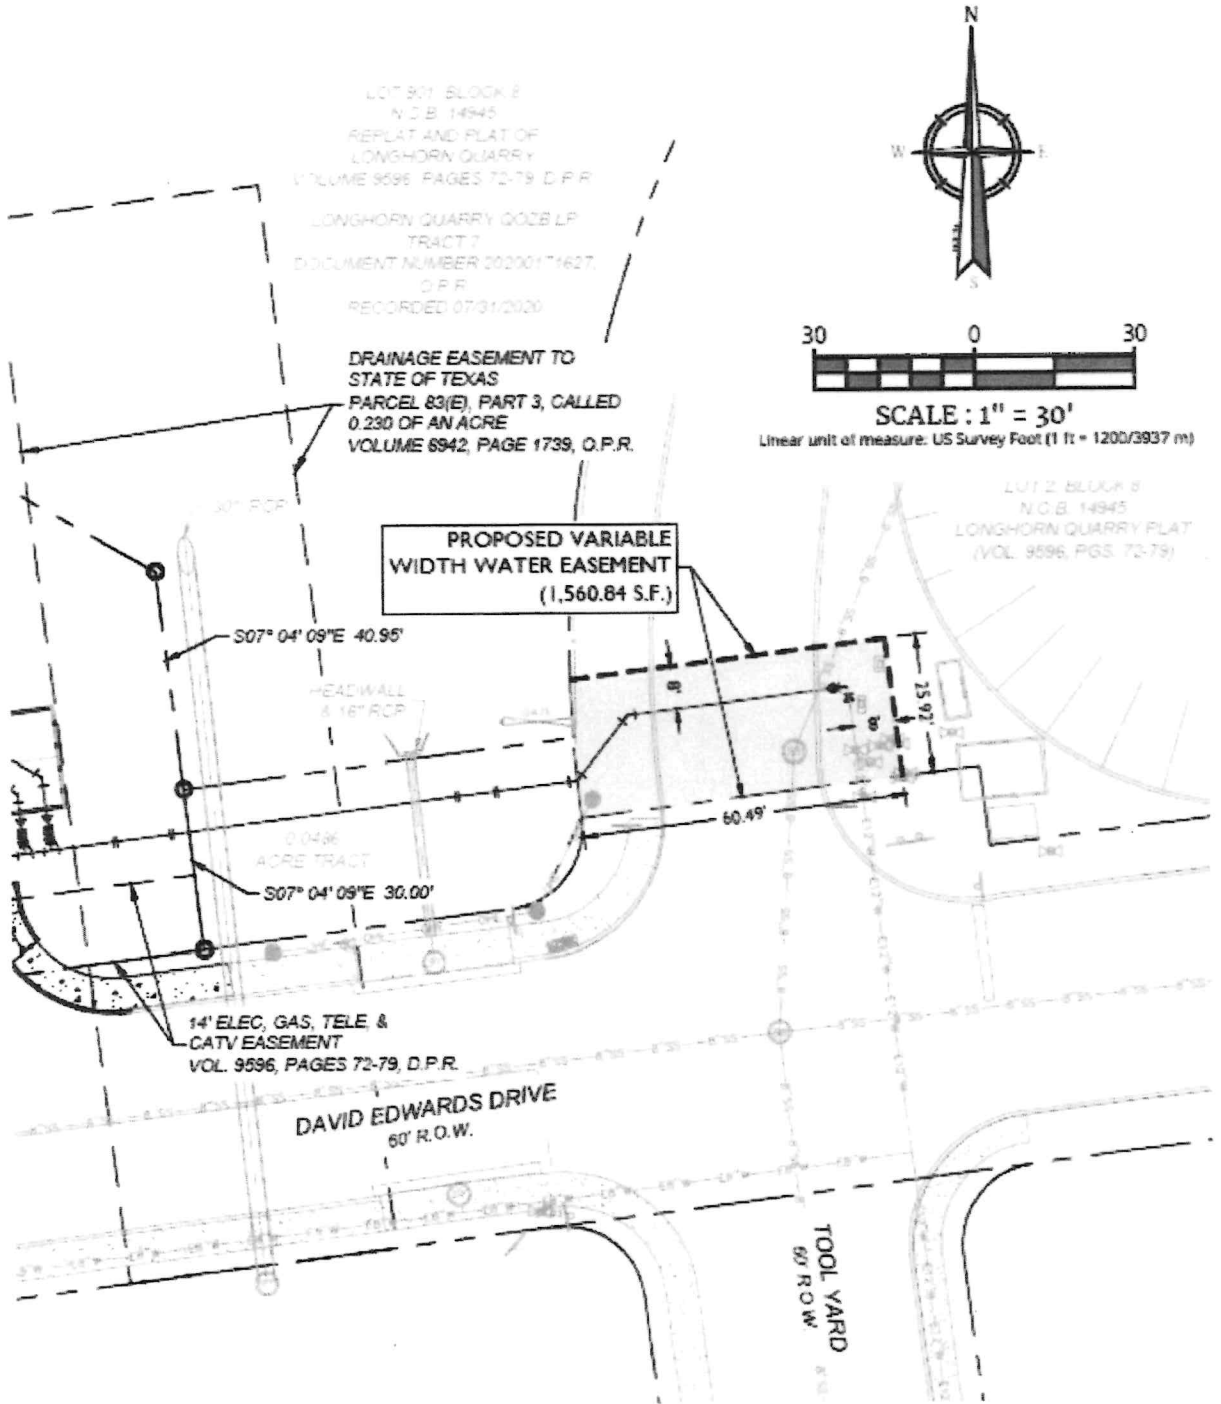 N
W
E
S
LOT 901, BLOCK 8
N.C.B. 14945
REPLAT AND PLAT OF
LONGHORN QUARRY
VOLUME 9596, PAGES 72-79, D.P.R.
LONGHORN QUARRY QOZB LP
TRACT 7
DOCUMENT NUMBER 20200171627,
O.P.R.
RECORDED 07/31/2020
30 0 30
SCALE : 1" = 30'
Linear unit of measure: US Survey Foot (1 ft = 1200/3937 m)
DRAINAGE EASEMENT TO
STATE OF TEXAS
PARCEL 83(E), PART 3, CALLED
0.230 OF AN ACRE
VOLUME 6942, PAGE 1739, O.P.R.
LOT 2, BLOCK 8
N.C.B. 14945
LONGHORN QUARRY PLAT
(VOL. 9596, PGS. 72-79)
RCP
PROPOSED VARIABLE
WIDTH WATER EASEMENT
(1,560.84 S.F.)
S07° 04' 09"E 40.95'
HEADWALL
RCP
8'
8'
25.92'
60.49'
0.0486
ACRE TRACT
S07° 04' 09"E 30.00'
14' ELEC, GAS, TELE, &
CATV EASEMENT
VOL. 9596, PAGES 72-79, D.P.R.
DAVID EDWARDS DRIVE
60' R.O.W.
TOOL YARD
60' R.O.W.